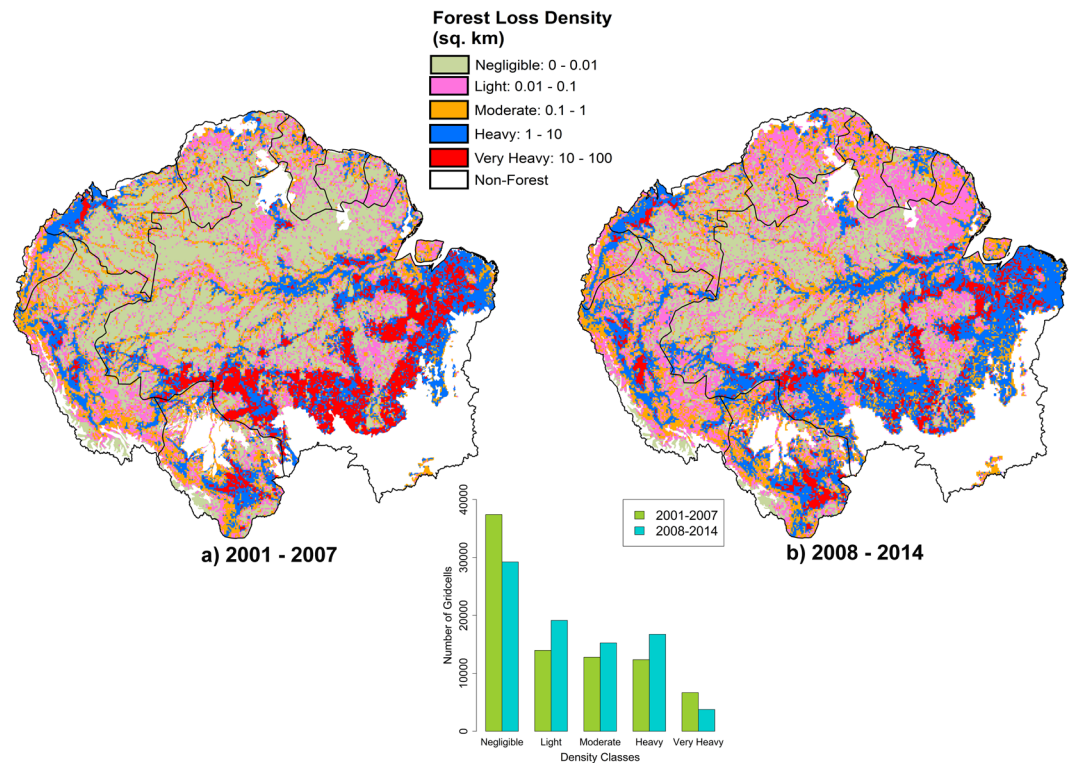 Forest Loss Density
(sq. km)
Negligible: 0 - 0.01
Light: 0.01 - 0.1
Moderate: 0.1 - 1
Heavy: 1 - 10
Very Heavy: 10 - 100
Non-Forest
a) 2001 - 2007
b) 2008 - 2014
2001-2007
2008-2014
Number of Gridcells
40000
30000
20000
10000
0
Negligible Light Moderate Heavy Very Heavy
Density Classes